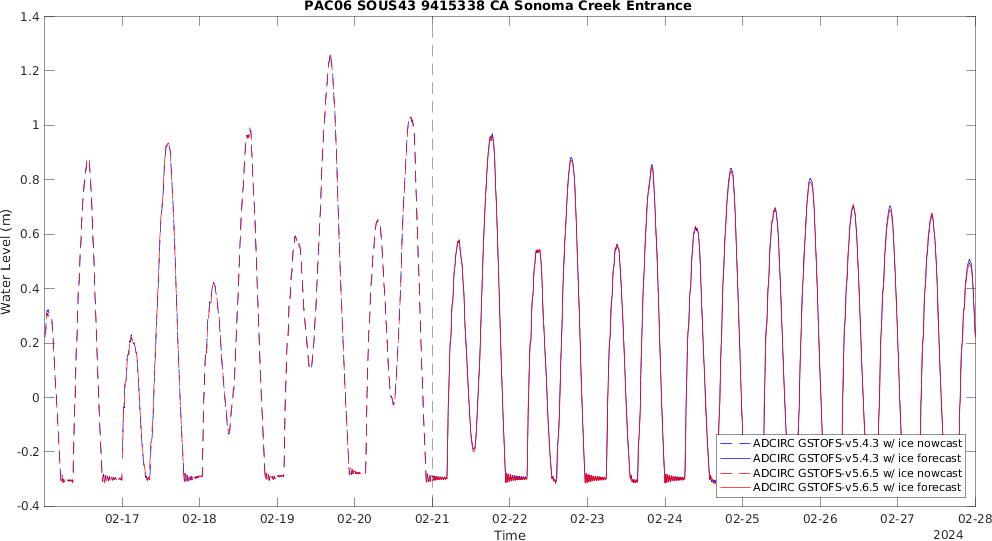 PAC06 SOUS43 9415338 CA Sonoma Creek Entrance
1.4
1.2
1
0.8
0.6
0.4
0.2
0
-0.2
-0.4
Water Level (m)
ADCIRC GSTOFS-v5.4.3 w/ ice nowcast
ADCIRC GSTOFS-v5.4.3 w/ ice forecast
ADCIRC GSTOFS-v5.6.5 w/ ice nowcast
ADCIRC GSTOFS-v5.6.5 w/ ice forecast
02-17 02-18 02-19 02-20 02-21 02-22 02-23 02-24 02-25 02-26 02-27 02-28
Time
2024